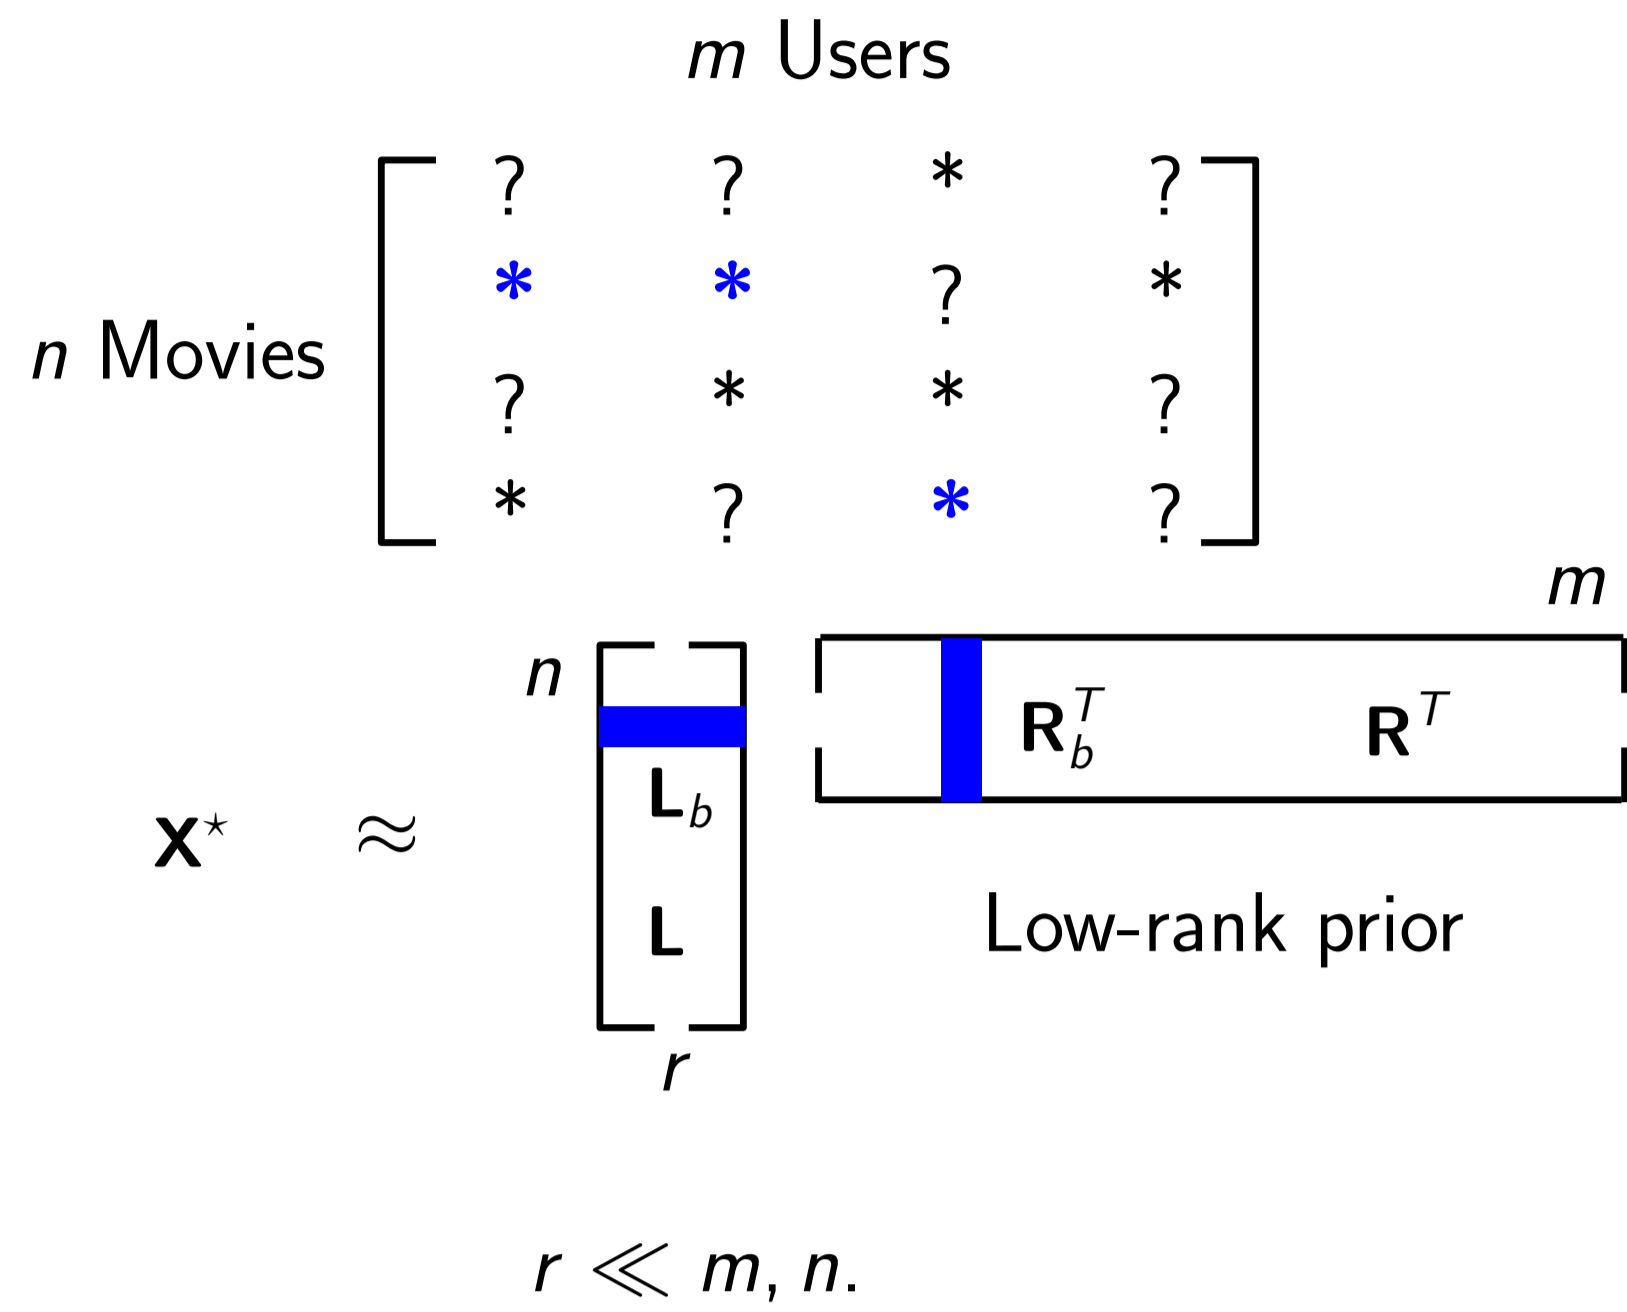 m Users
? ? * ?
* * ? *
n Movies
? * * ?
* ? * ?
m
n
R_b^T R^T
L_b
X⋆ ≈
L
Low-rank prior
r
r ≪ m, n.